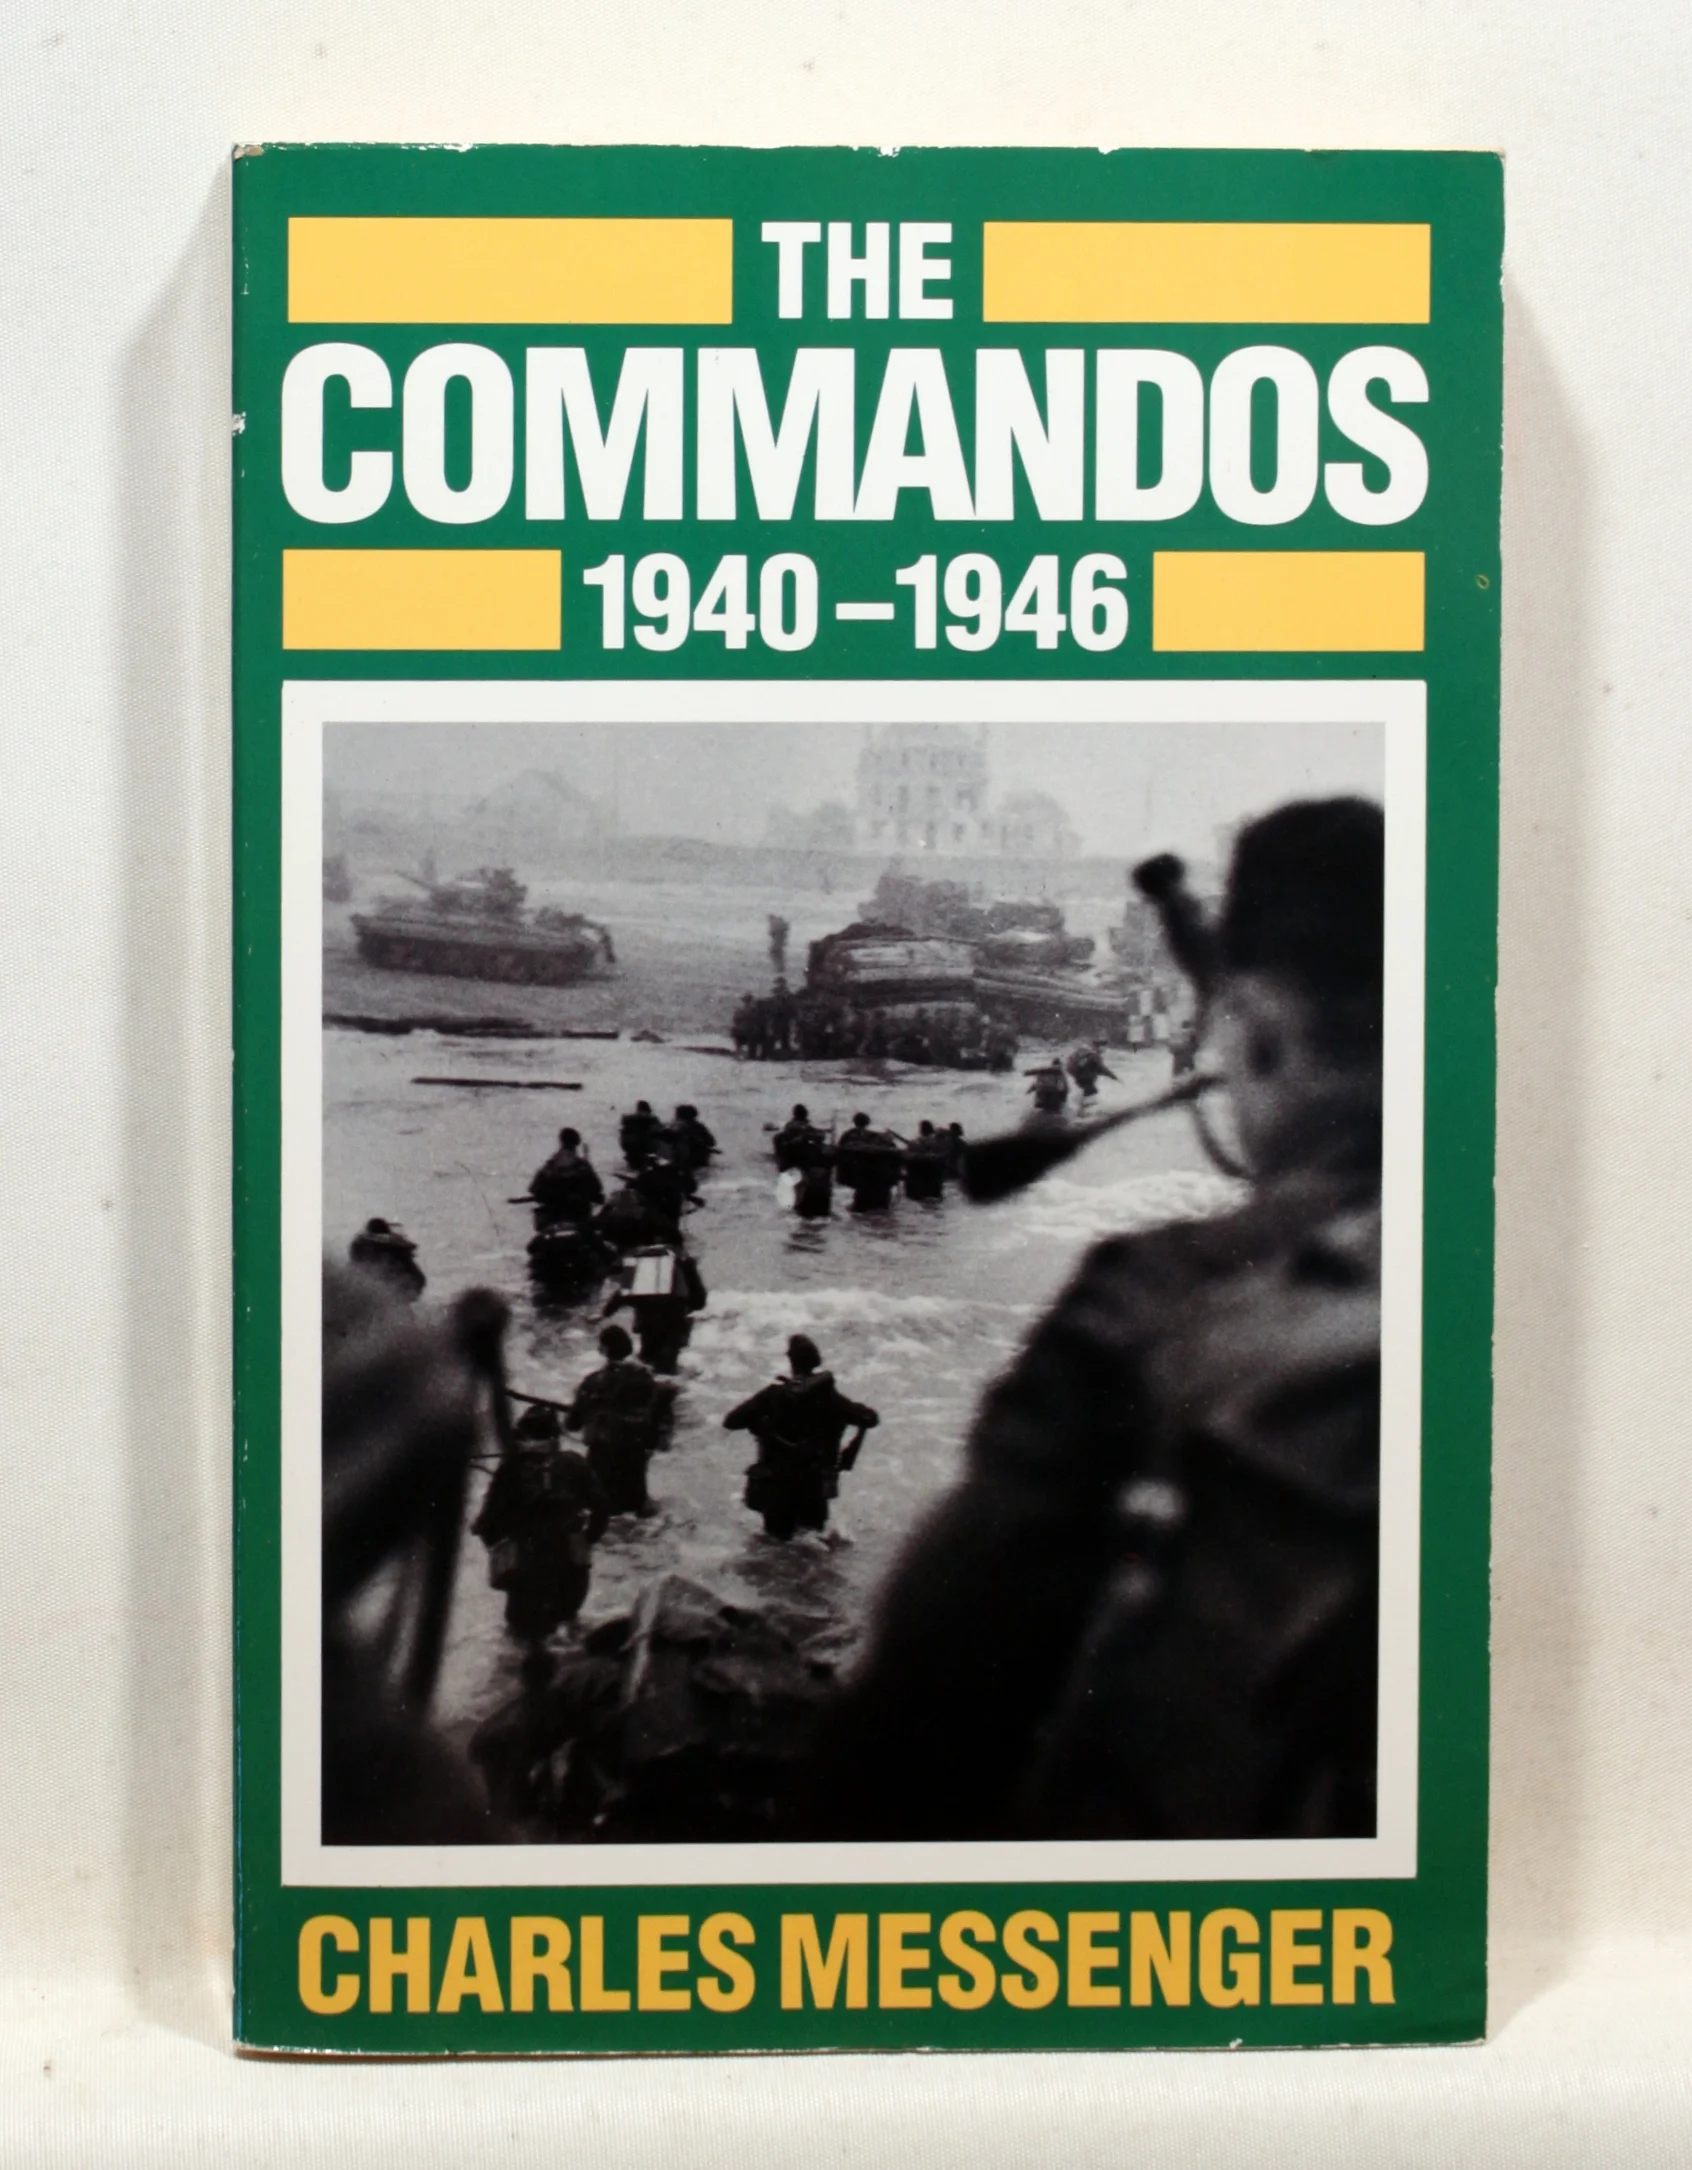 THE
COMMANDOS
1940–1946
CHARLES MESSENGER